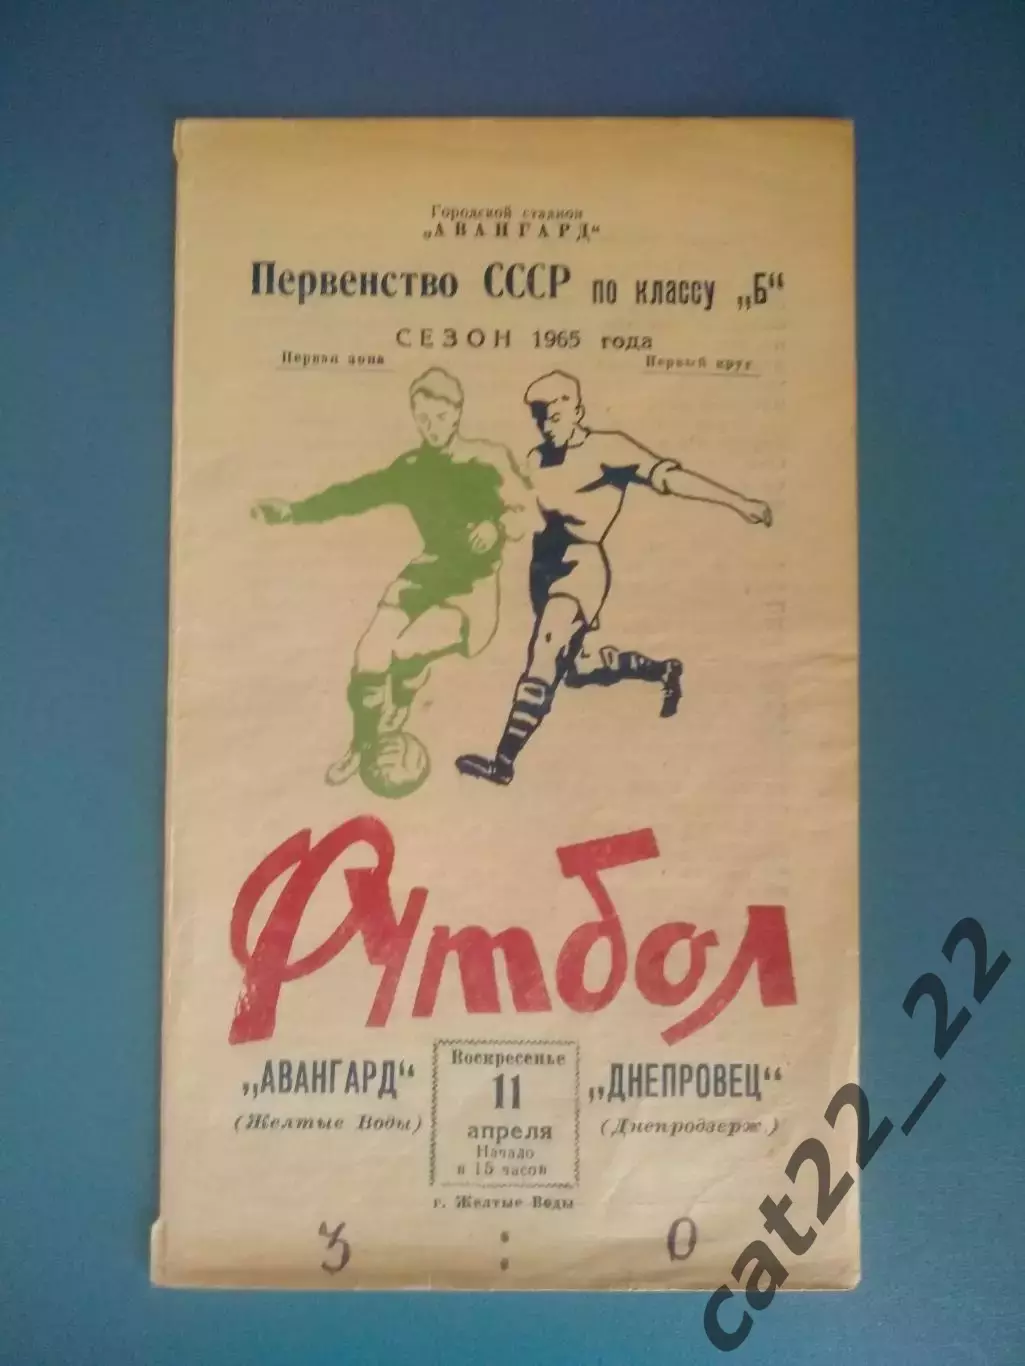 Городской стадион
„АВАНГАРД“
Первенство СССР по классу „Б“
СЕЗОН 1965 года
Первая зона
Первый круг
Футбол
„АВАНГАРД“
(Желтые Воды)
Воскресенье
11
апреля
Начало
в 15 часов
„ДНЕПРОВЕЦ“
(Днепродзерж.)
г. Желтые Воды
3 : 0
cat22_22